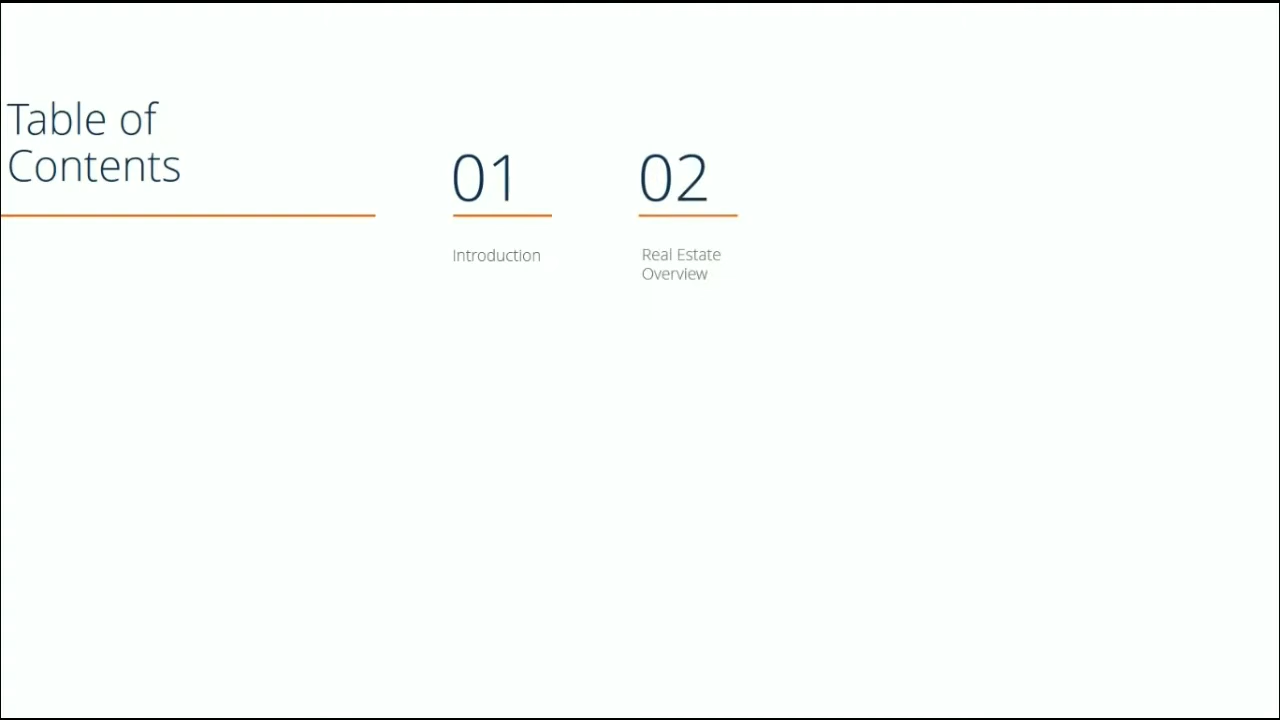 Table of
Contents
01
Introduction
02
Real Estate
Overview